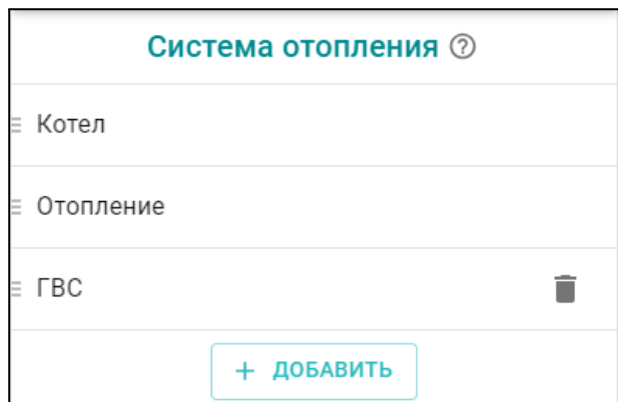 Система отопления ?
Котел
Отопление
ГВС
+ ДОБАВИТЬ